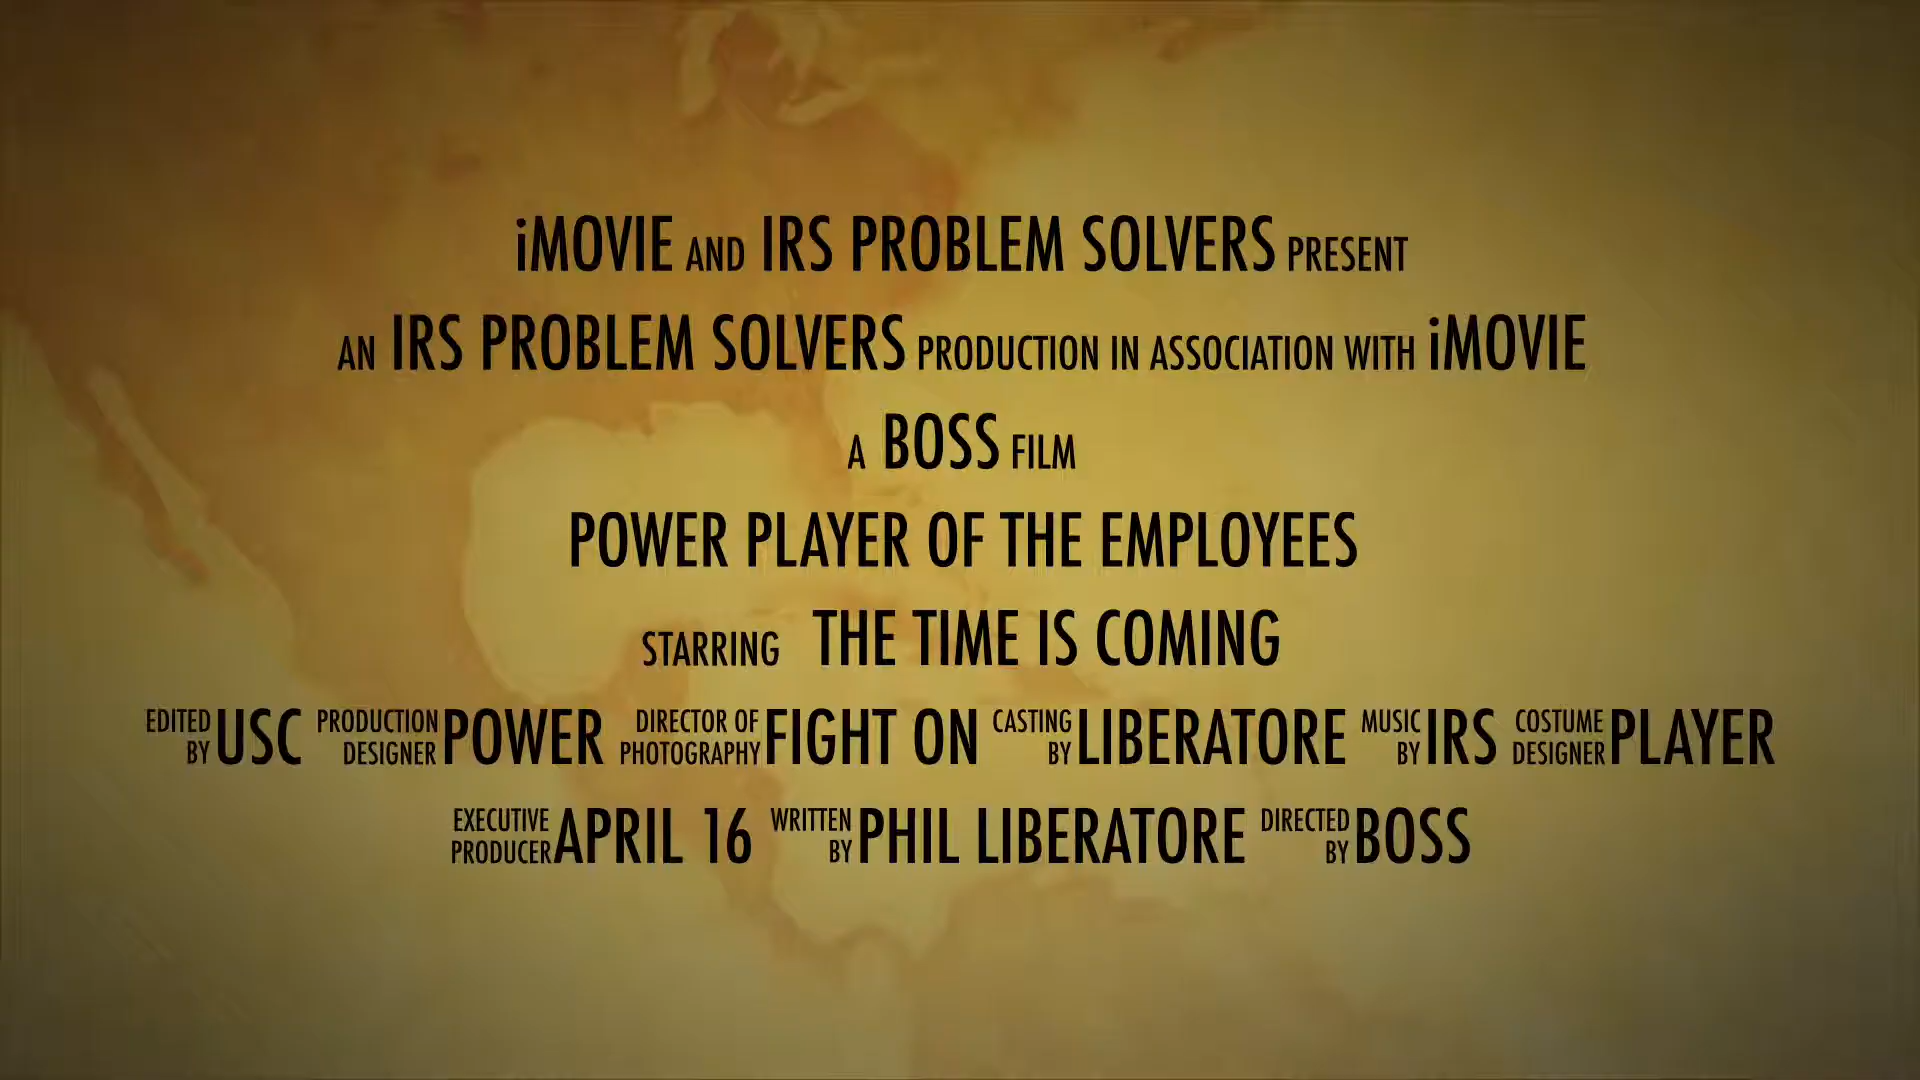 iMOVIE AND IRS PROBLEM SOLVERS PRESENT
AN IRS PROBLEM SOLVERS PRODUCTION IN ASSOCIATION WITH iMOVIE
A BOSS FILM
POWER PLAYER OF THE EMPLOYEES
STARRING THE TIME IS COMING
EDITED BY USC PRODUCTION DESIGNER POWER DIRECTOR OF PHOTOGRAPHY FIGHT ON CASTING BY LIBERATORE MUSIC BY IRS COSTUME DESIGNER PLAYER
EXECUTIVE PRODUCER APRIL 16 WRITTEN BY PHIL LIBERATORE DIRECTED BY BOSS